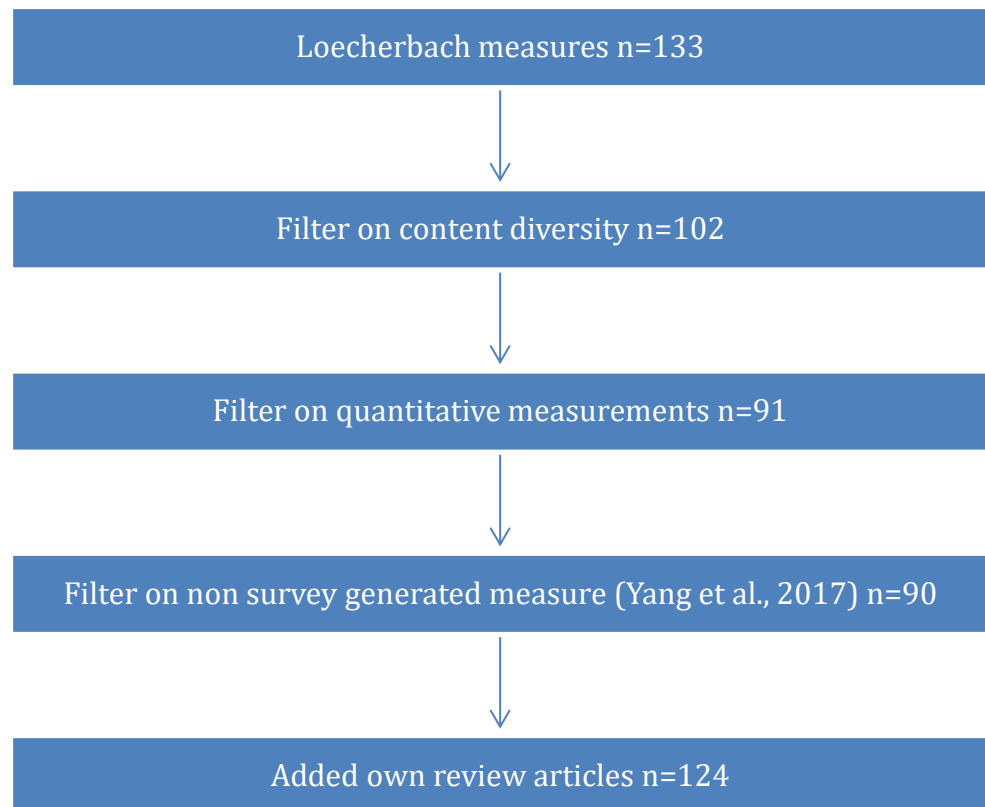 Loecherbach measures n=133
Filter on content diversity n=102
Filter on quantitative measurements n=91
Filter on non survey generated measure (Yang et al., 2017) n=90
Added own review articles n=124